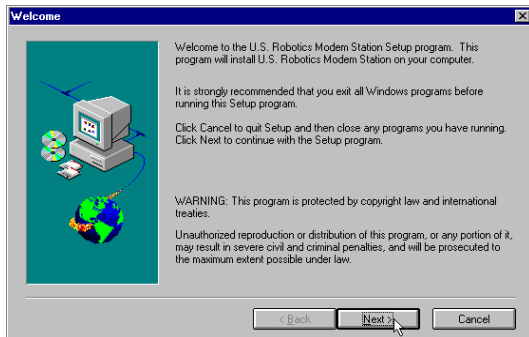 Welcome
Welcome to the U.S. Robotics Modem Station Setup program. This
program will install U.S. Robotics Modem Station on your computer.
It is strongly recommended that you exit all Windows programs before
running this Setup program.
Click Cancel to quit Setup and then close any programs you have running.
Click Next to continue with the Setup program.
WARNING: This program is protected by copyright law and international
treaties.
Unauthorized reproduction or distribution of this program, or any portion of it,
may result in severe civil and criminal penalties, and will be prosecuted to
the maximum extent possible under law.
< Back Next > Cancel